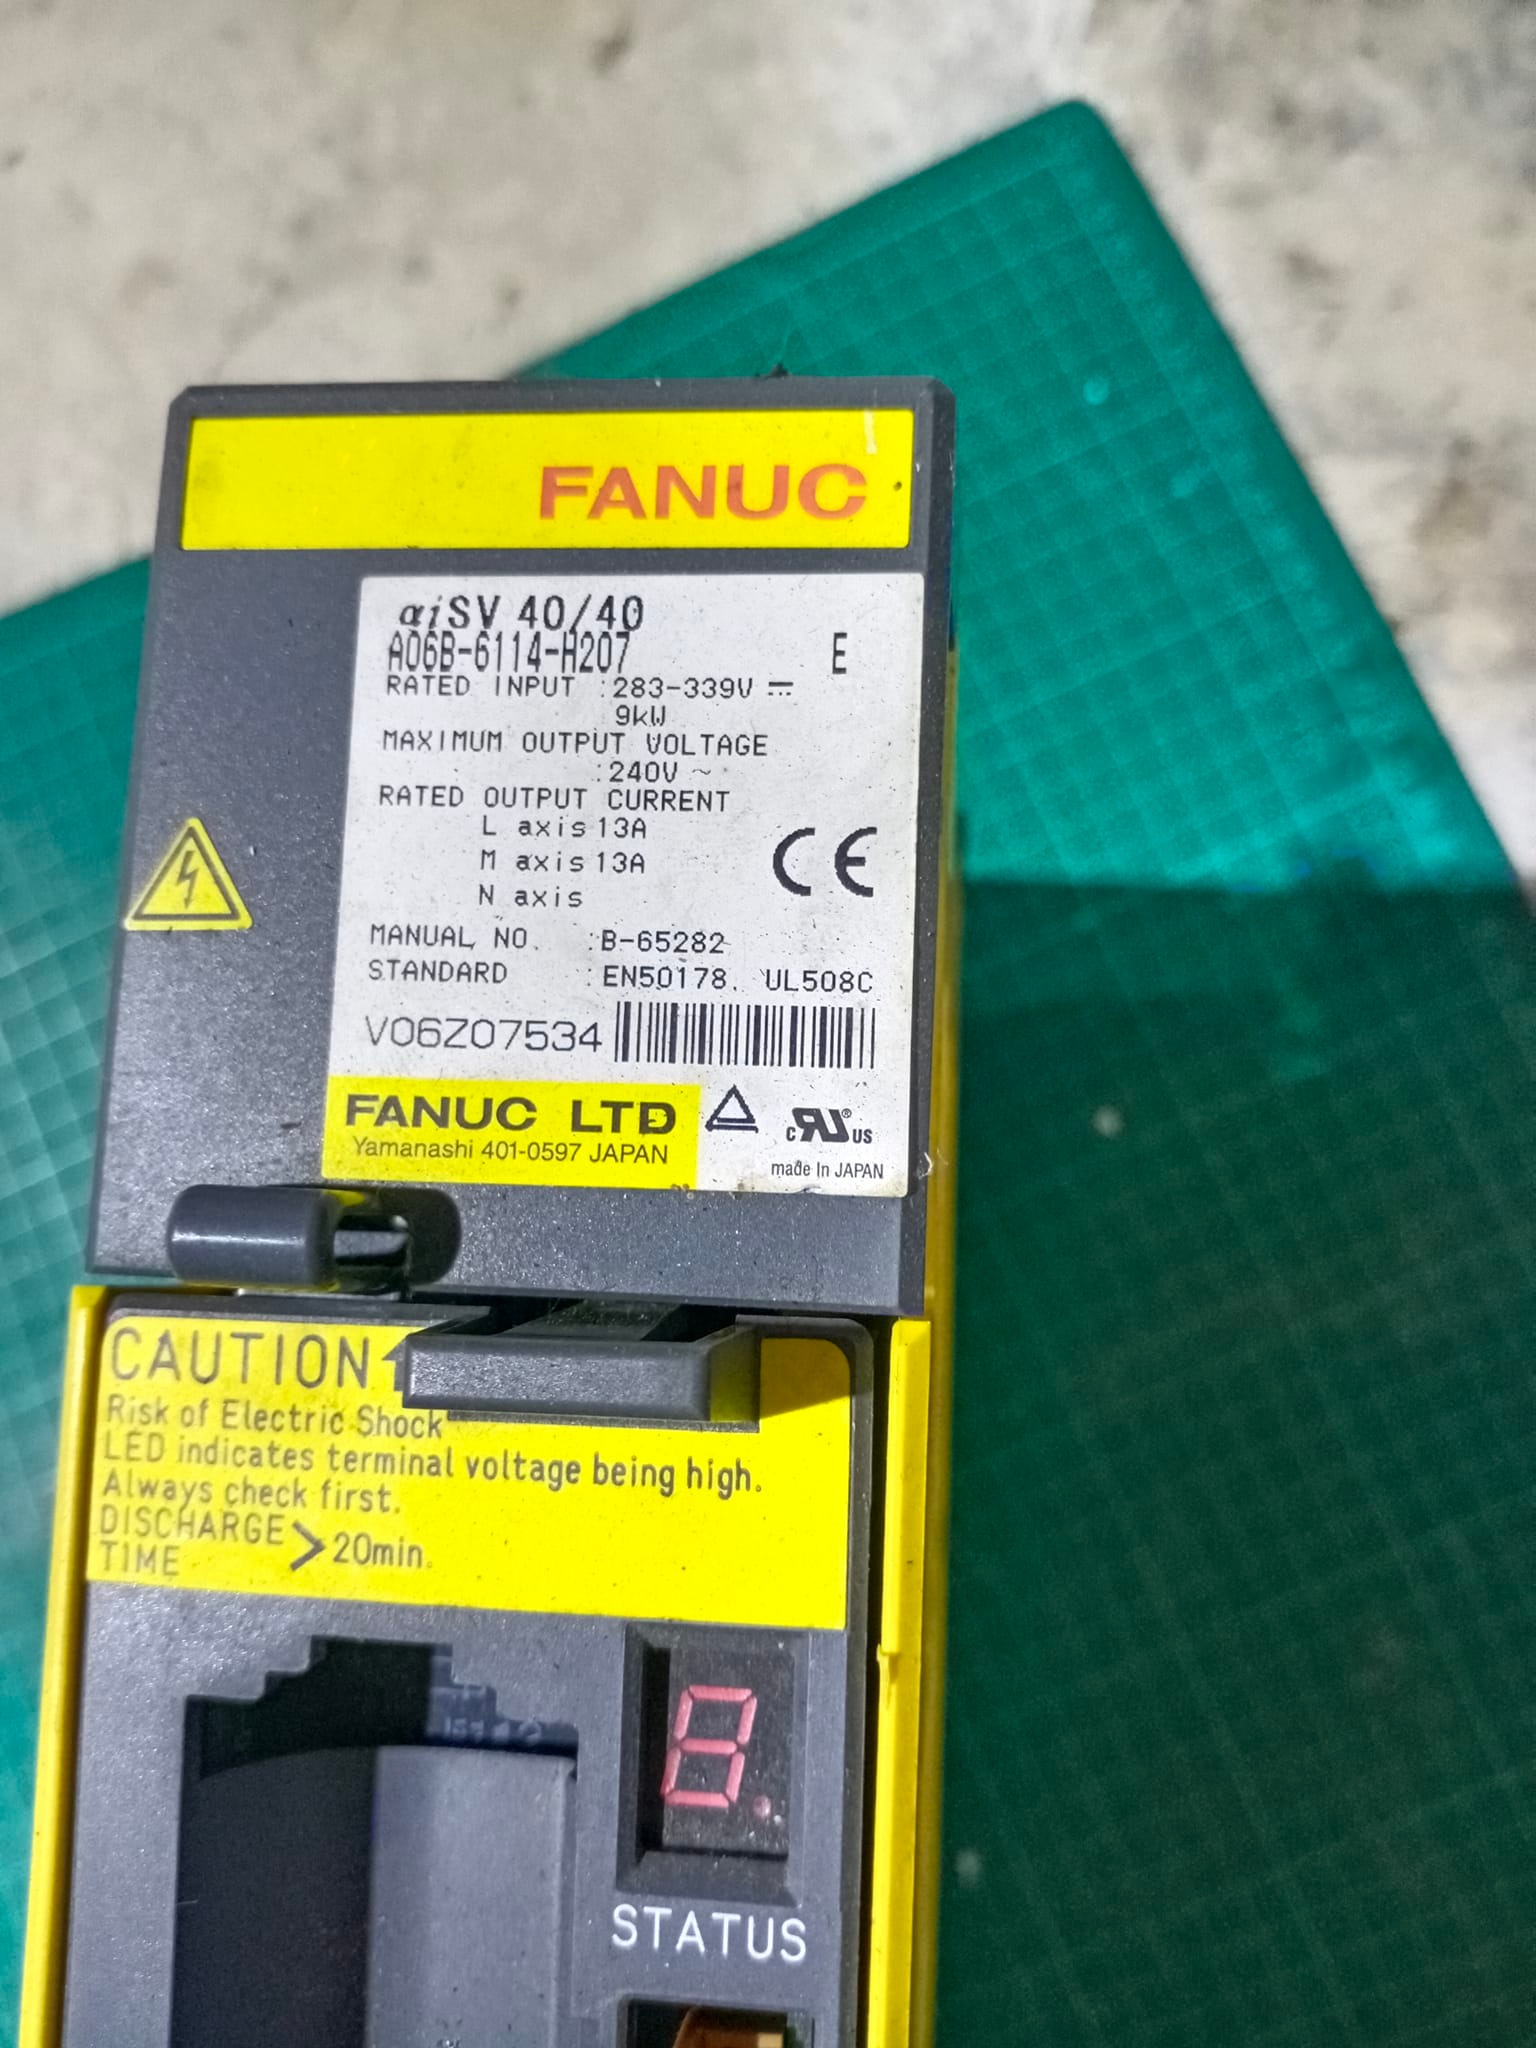 FANUC
αiSV 40/40
A06B-6114-H207 E
RATED INPUT :283-339V ⎓
9kW
MAXIMUM OUTPUT VOLTAGE
:240V ~
RATED OUTPUT CURRENT
L axis 13A
M axis 13A
N axis
CE
MANUAL NO. :B-65282
STANDARD :EN50178, UL508C
V06Z07534
FANUC LTD
Yamanashi 401-0597 JAPAN
c RU ® US
made in JAPAN
CAUTION
Risk of Electric Shock
LED indicates terminal voltage being high.
Always check first.
DISCHARGE TIME > 20min.
8.
STATUS